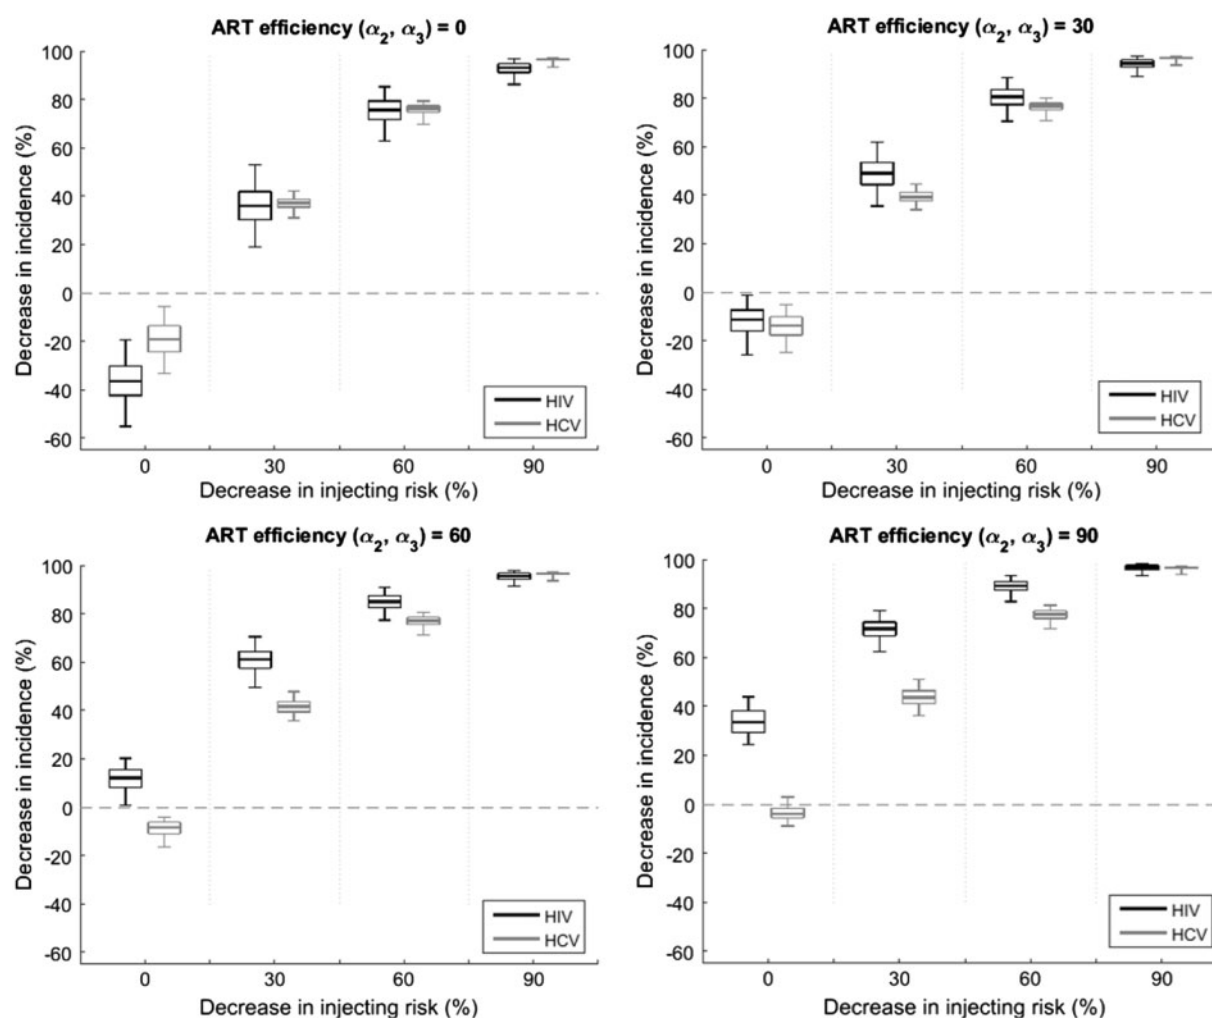 ART efficiency (α2, α3) = 0
Decrease in incidence (%)
100
80
60
40
20
0
-20
-40
-60
HIV
HCV
0 30 60 90
Decrease in injecting risk (%)
ART efficiency (α2, α3) = 30
Decrease in incidence (%)
100
80
60
40
20
0
-20
-40
-60
HIV
HCV
0 30 60 90
Decrease in injecting risk (%)
ART efficiency (α2, α3) = 60
Decrease in incidence (%)
100
80
60
40
20
0
-20
-40
-60
HIV
HCV
0 30 60 90
Decrease in injecting risk (%)
ART efficiency (α2, α3) = 90
Decrease in incidence (%)
100
80
60
40
20
0
-20
-40
-60
HIV
HCV
0 30 60 90
Decrease in injecting risk (%)